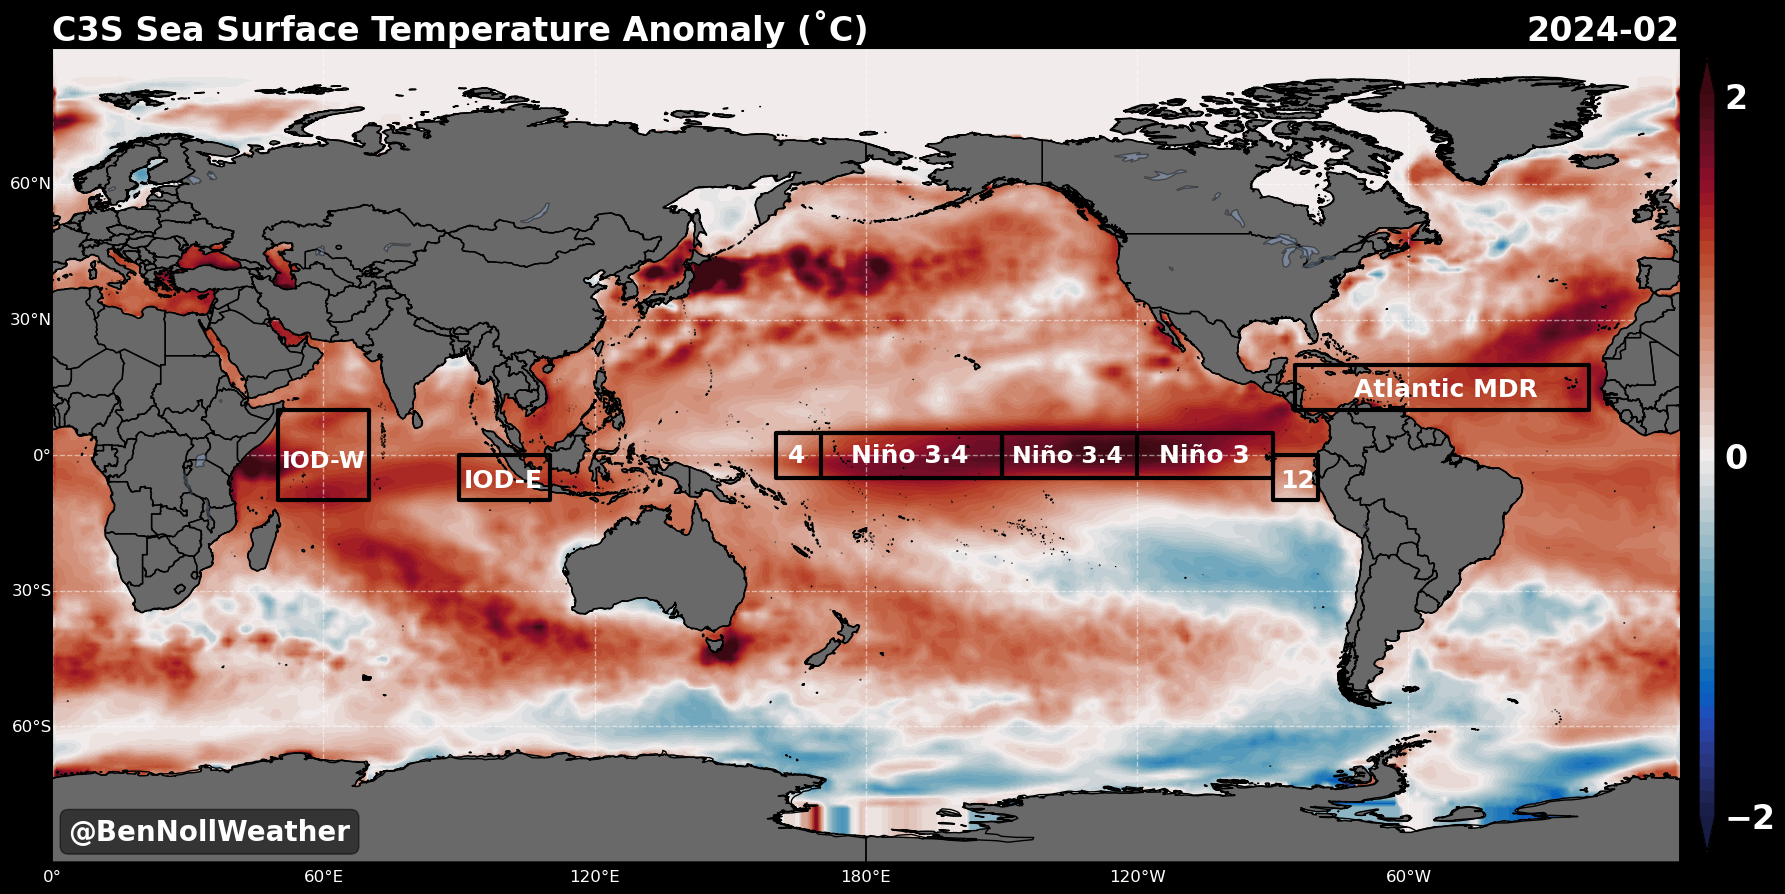 C3S Sea Surface Temperature Anomaly (˚C)
2024-02
2
0
−2
60°N
30°N
0°
30°S
60°S
Atlantic MDR
IOD-W
IOD-E
4
Niño 3.4
Niño 3.4
Niño 3
12
@BenNollWeather
0°
60°E
120°E
180°E
120°W
60°W